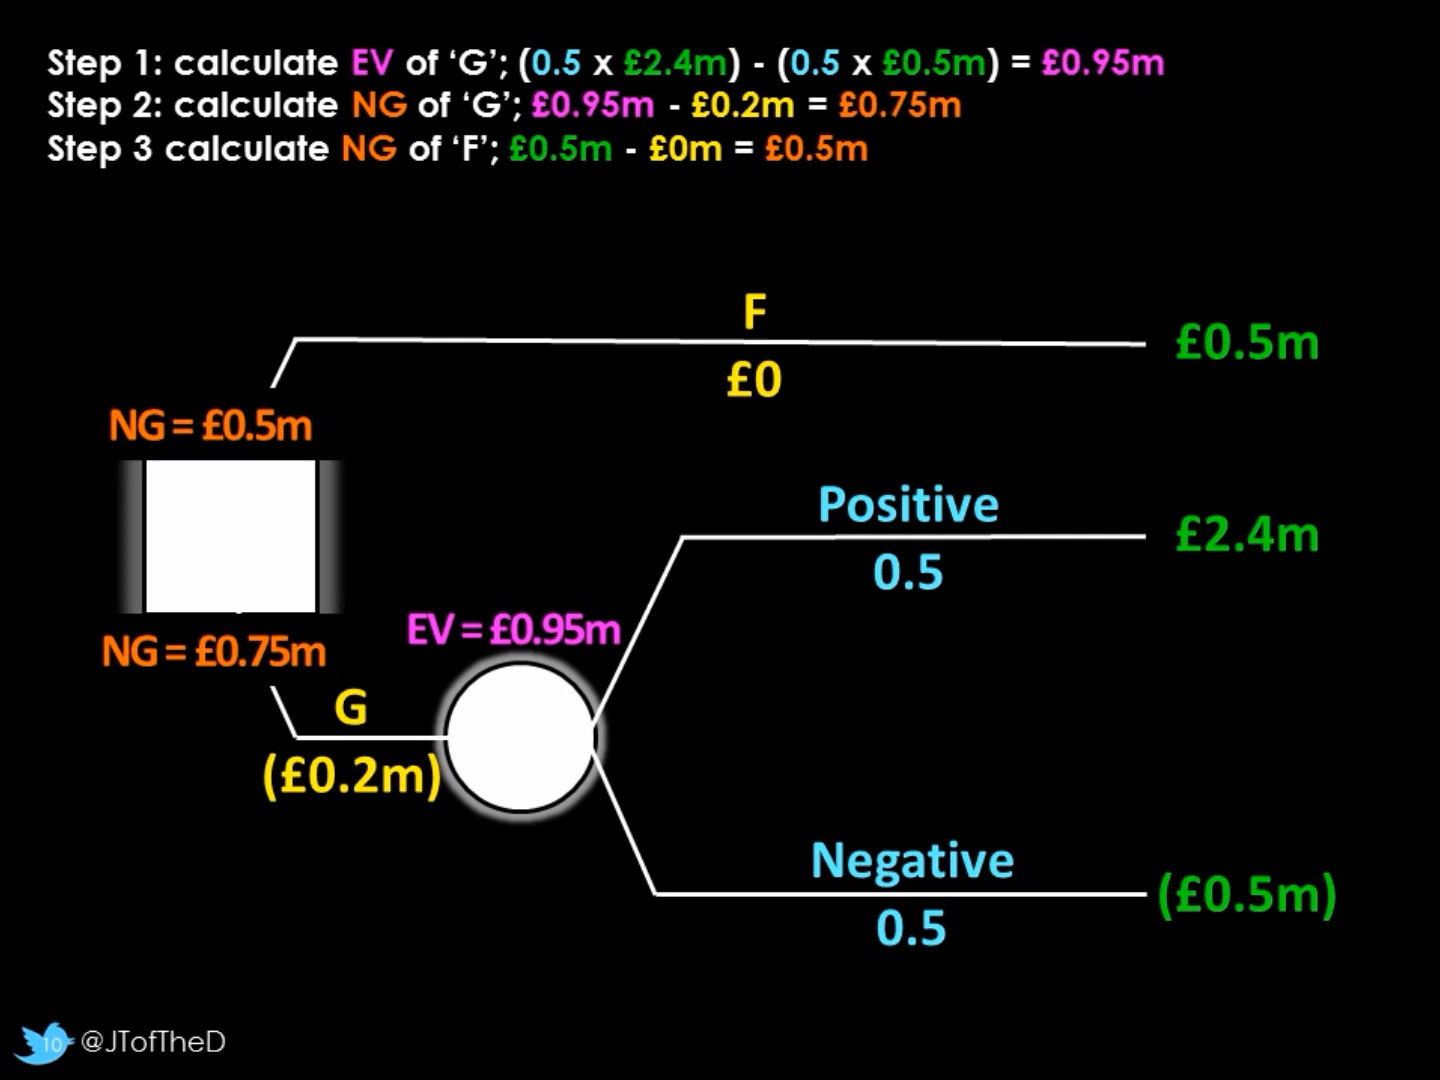 Step 1: calculate EV of ‘G’; (0.5 x £2.4m) - (0.5 x £0.5m) = £0.95m
Step 2: calculate NG of ‘G’; £0.95m - £0.2m = £0.75m
Step 3 calculate NG of ‘F’; £0.5m - £0m = £0.5m
F
£0.5m
£0
NG = £0.5m
Positive
£2.4m
0.5
EV = £0.95m
NG = £0.75m
G
(£0.2m)
Negative
(£0.5m)
0.5
10 @JTofTheD